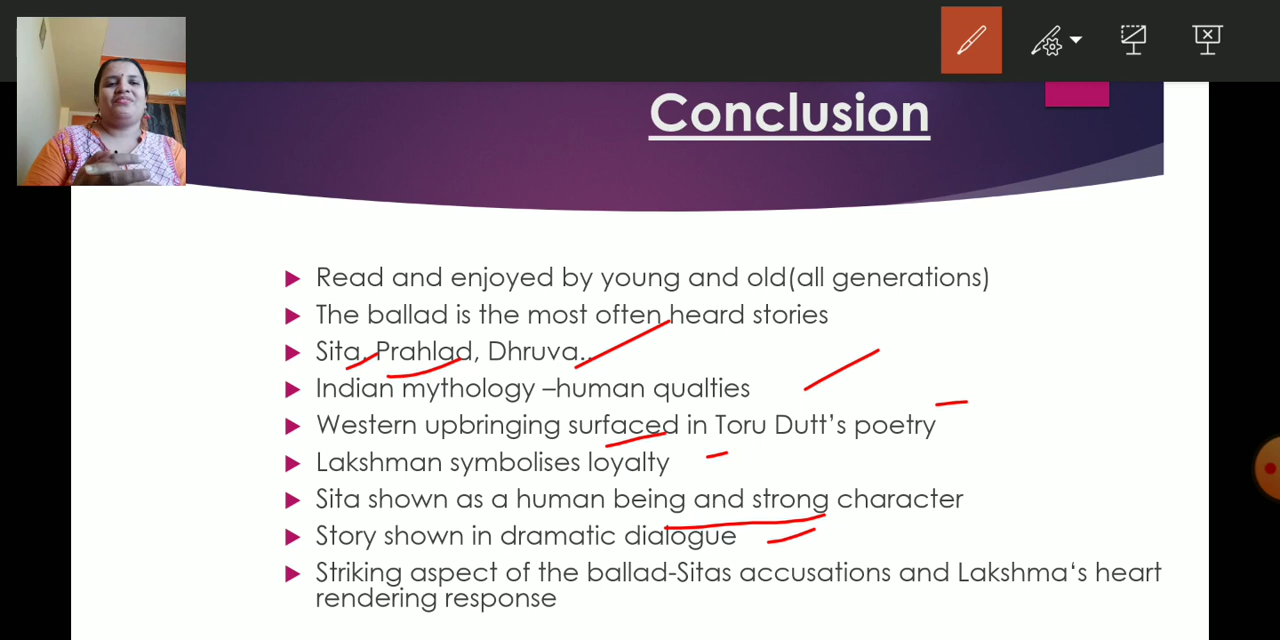 Conclusion
Read and enjoyed by young and old(all generations)
The ballad is the most often heard stories
Sita, Prahlad, Dhruva..
Indian mythology –human qualties
Western upbringing surfaced in Toru Dutt’s poetry
Lakshman symbolises loyalty
Sita shown as a human being and strong character
Story shown in dramatic dialogue
Striking aspect of the ballad-Sitas accusations and Lakshma‘s heart
rendering response